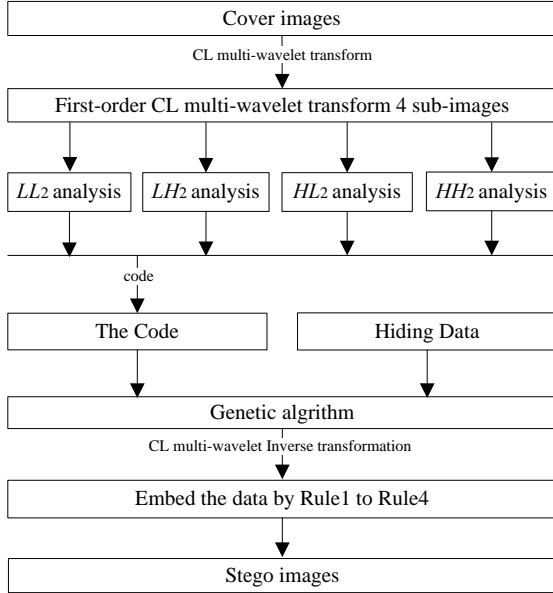 Cover images
CL multi-wavelet transform
First-order CL multi-wavelet transform 4 sub-images
LL2 analysis
LH2 analysis
HL2 analysis
HH2 analysis
code
The Code
Hiding Data
Genetic algrithm
CL multi-wavelet Inverse transformation
Embed the data by Rule1 to Rule4
Stego images